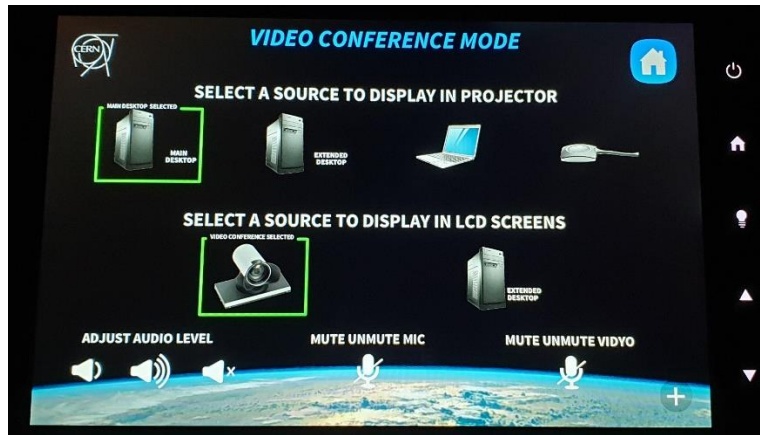 CERN
VIDEO CONFERENCE MODE
SELECT A SOURCE TO DISPLAY IN PROJECTOR
MAIN DESKTOP SELECTED
MAIN
DESKTOP
EXTENDED
DESKTOP
SELECT A SOURCE TO DISPLAY IN LCD SCREENS
VIDEO CONFERENCE SELECTED
EXTENDED
DESKTOP
ADJUST AUDIO LEVEL
MUTE UNMUTE MIC
MUTE UNMUTE VIDYO